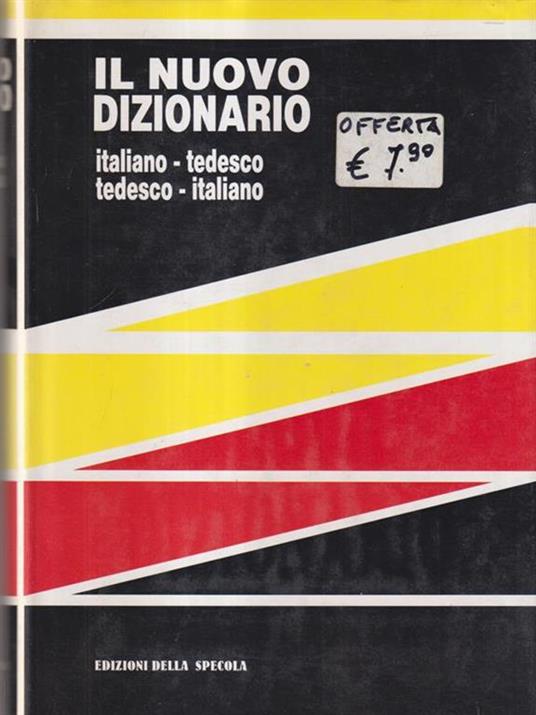 IL NUOVO
DIZIONARIO
italiano - tedesco
tedesco - italiano
OFFERTA
€ 7.90
EDIZIONI DELLA SPECOLA